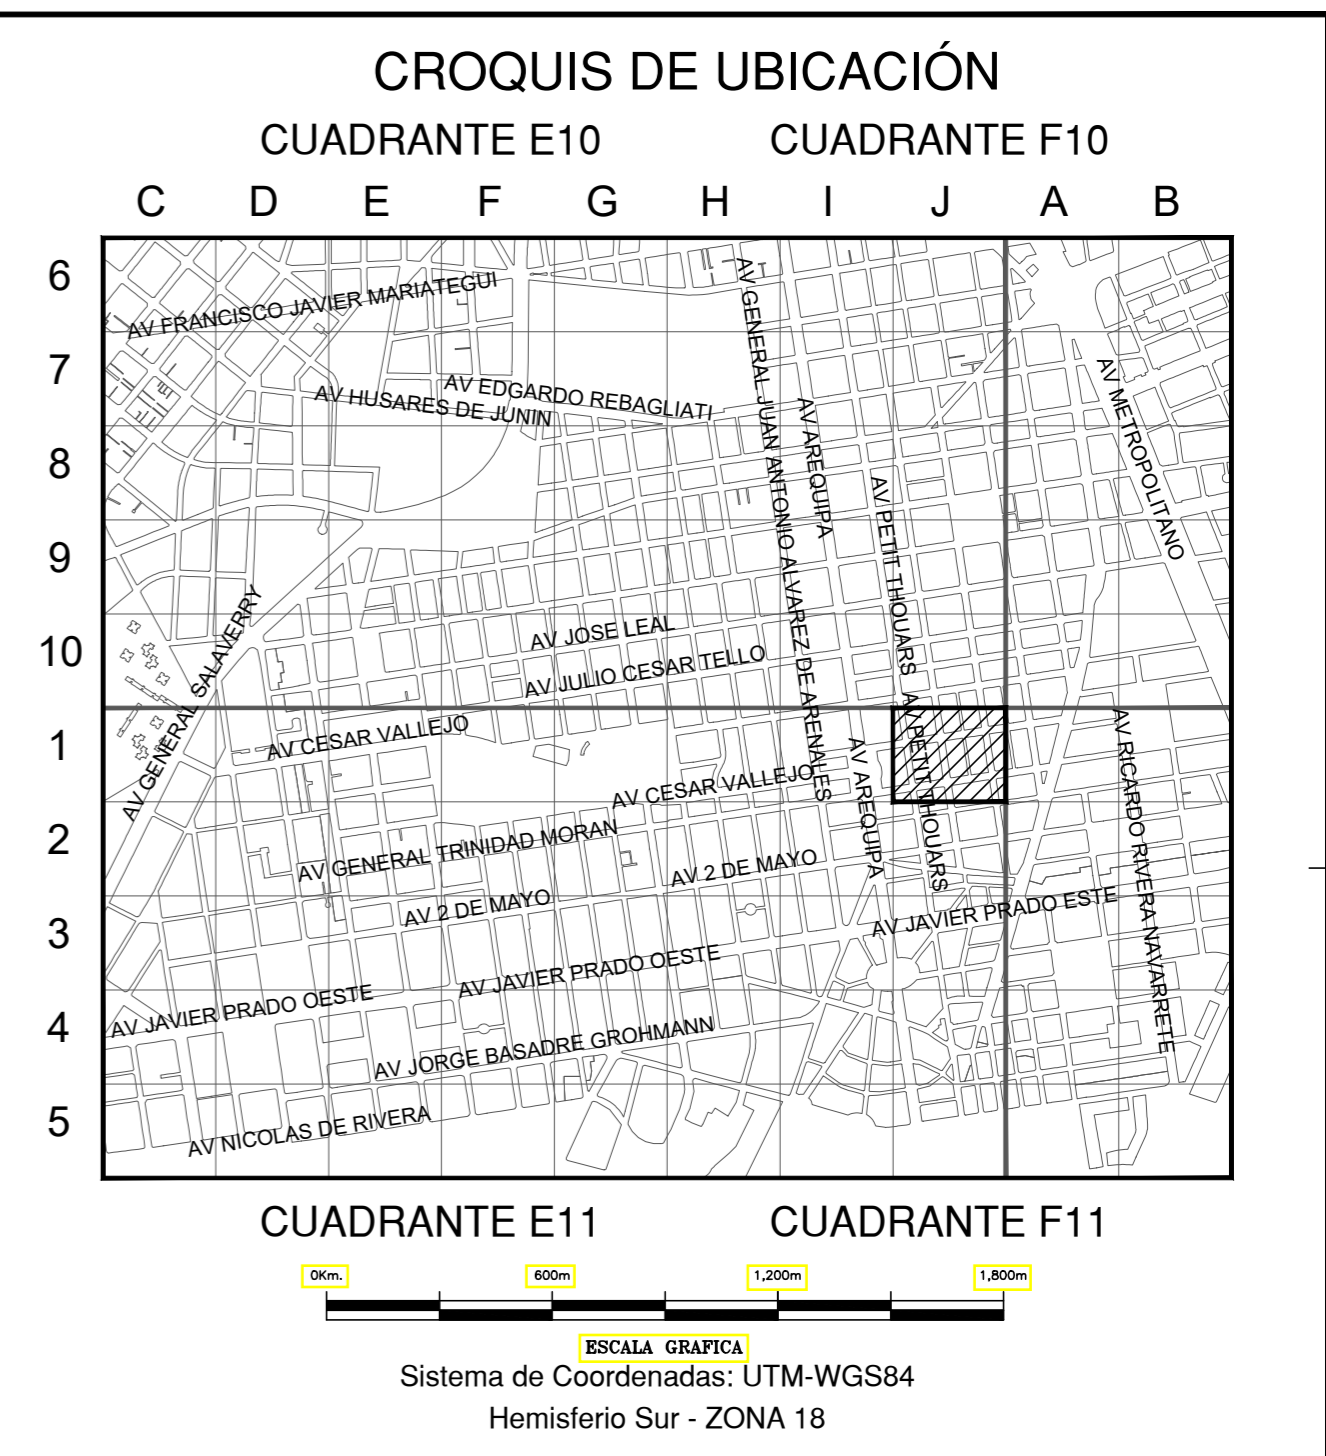 CROQUIS DE UBICACIÓN
CUADRANTE E10 CUADRANTE F10
C D E F G H I J A B
6
AV FRANCISCO JAVIER MARIATEGUI
AV GENERAL JUAN ANTONIO ALVAREZ DE ARENALES
7
AV HUSARES DE JUNIN
AV EDGARDO REBAGLIATI
AV AREQUIPA
AV METROPOLITANO
8
AV PETIT THOUARS
9
AV GENERAL SALAVERRY
10
AV JOSE LEAL
AV JULIO CESAR TELLO
AV PETIT THOUARS
1
AV CESAR VALLEJO
AV CESAR VALLEJO
AV AREQUIPA
AV RICARDO RIVERA NAVARRETE
2
AV GENERAL TRINIDAD MORAN
AV 2 DE MAYO
3
AV 2 DE MAYO
AV JAVIER PRADO ESTE
AV JAVIER PRADO OESTE
4
AV JAVIER PRADO OESTE
AV JORGE BASADRE GROHMANN
5
AV NICOLAS DE RIVERA
CUADRANTE E11 CUADRANTE F11
0Km. 600m 1,200m 1,800m
ESCALA GRAFICA
Sistema de Coordenadas: UTM-WGS84
Hemisferio Sur - ZONA 18